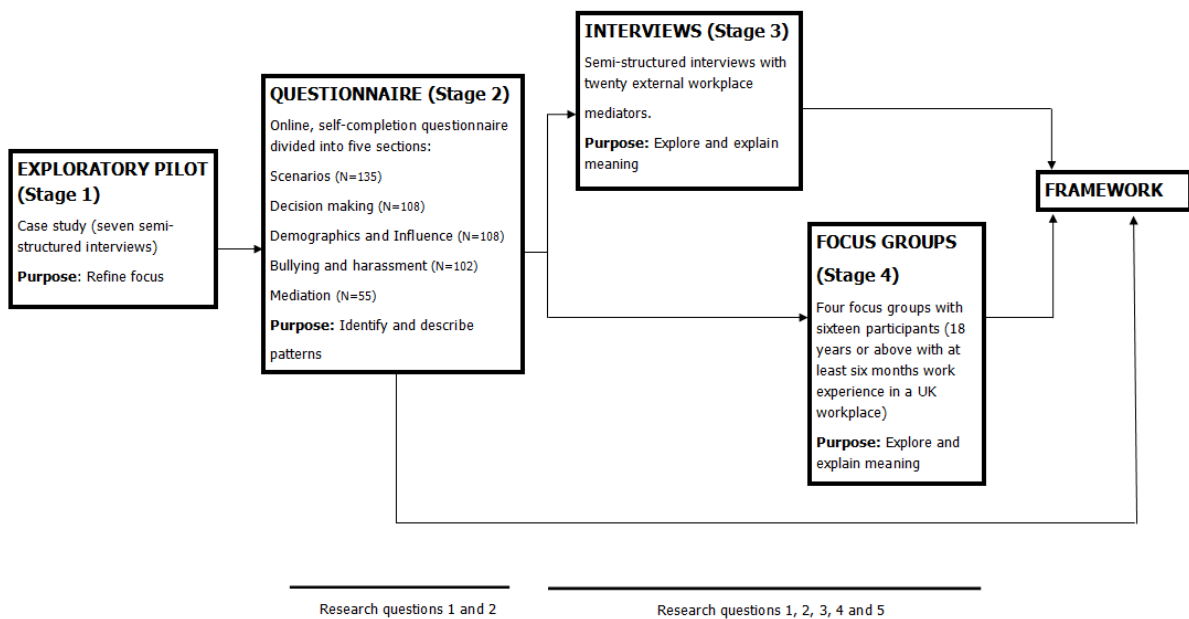 EXPLORATORY PILOT
(Stage 1)
Case study (seven semi-
structured interviews)
Purpose: Refine focus
QUESTIONNAIRE (Stage 2)
Online, self-completion questionnaire
divided into five sections:
Scenarios (N=135)
Decision making (N=108)
Demographics and Influence (N=108)
Bullying and harassment (N=102)
Mediation (N=55)
Purpose: Identify and describe
patterns
INTERVIEWS (Stage 3)
Semi-structured interviews with
twenty external workplace
mediators.
Purpose: Explore and explain
meaning
FOCUS GROUPS
(Stage 4)
Four focus groups with
sixteen participants (18
years or above with at
least six months work
experience in a UK
workplace)
Purpose: Explore and
explain meaning
FRAMEWORK
Research questions 1 and 2
Research questions 1, 2, 3, 4 and 5